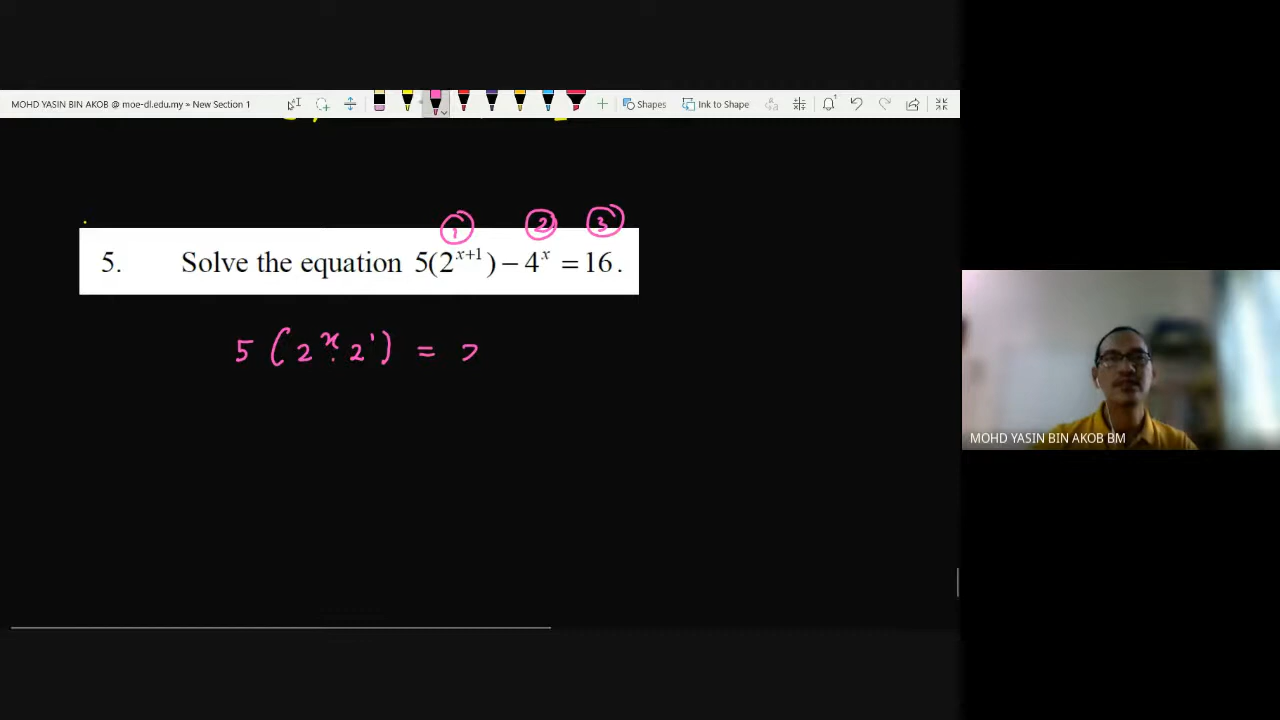 MOHD YASIN BIN AKOB @ moe-dl.edu.my » New Section 1
Shapes
Ink to Shape
1 2 3
5. Solve the equation 5(2^{x+1}) − 4^x = 16.
5 (2^x . 2^1) = 2
MOHD YASIN BIN AKOB BM